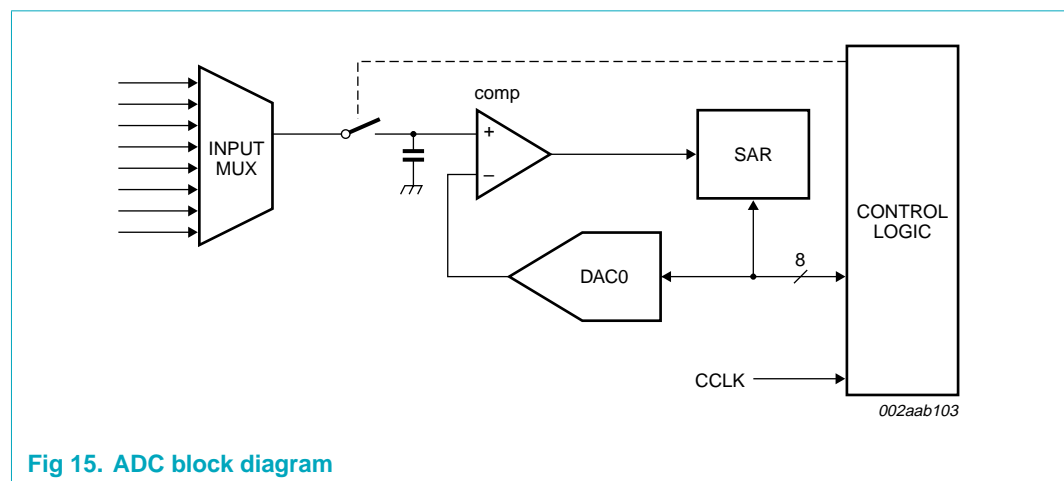 comp
INPUT
MUX
+
−
SAR
CONTROL
LOGIC
DAC0
8
CCLK
002aab103
Fig 15. ADC block diagram